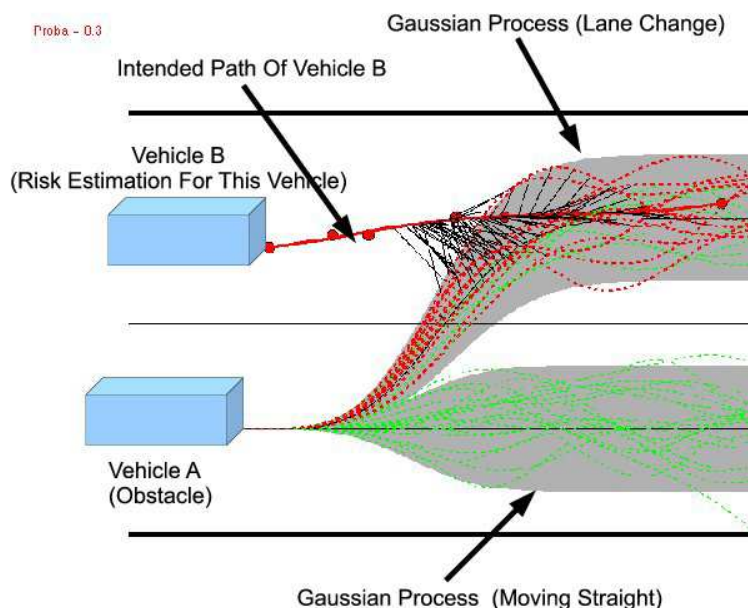 Proba - 0.3
Gaussian Process (Lane Change)
Intended Path Of Vehicle B
Vehicle B
(Risk Estimation For This Vehicle)
Vehicle A
(Obstacle)
Gaussian Process (Moving Straight)